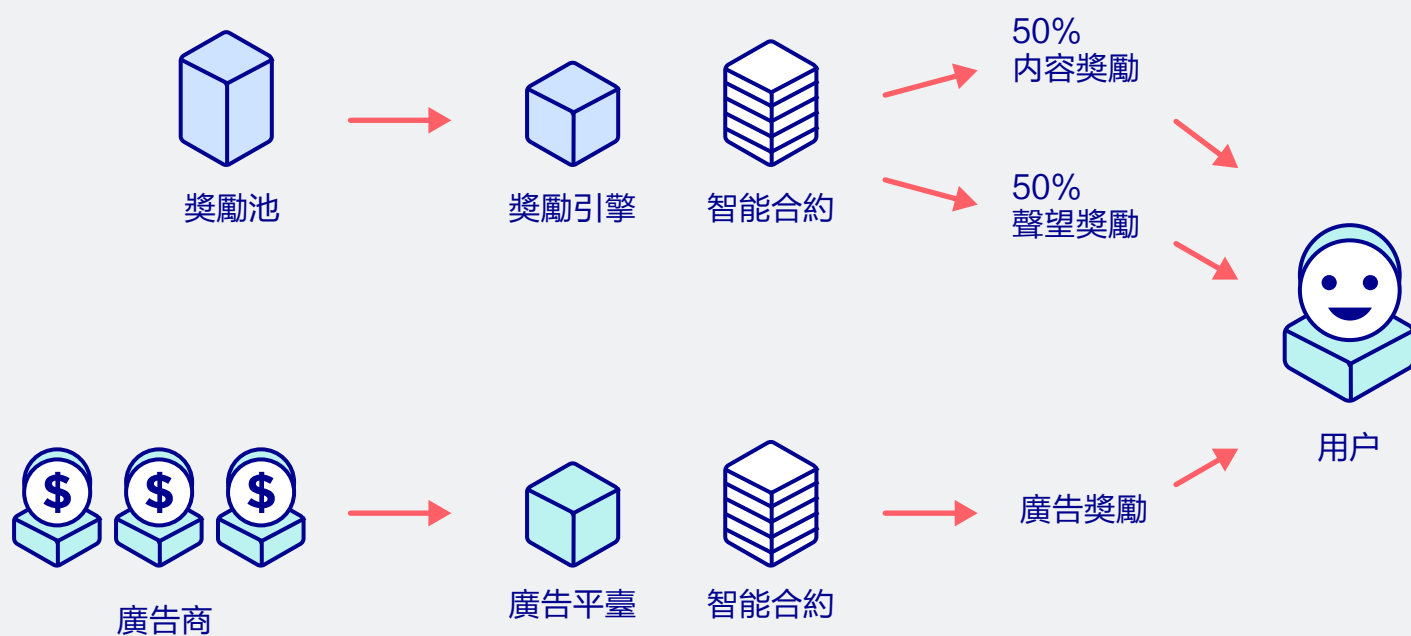 50%
内容獎勵
獎勵池
獎勵引擎
智能合約
50%
聲望獎勵
用户
$ $ $
廣告獎勵
廣告商
廣告平臺
智能合約